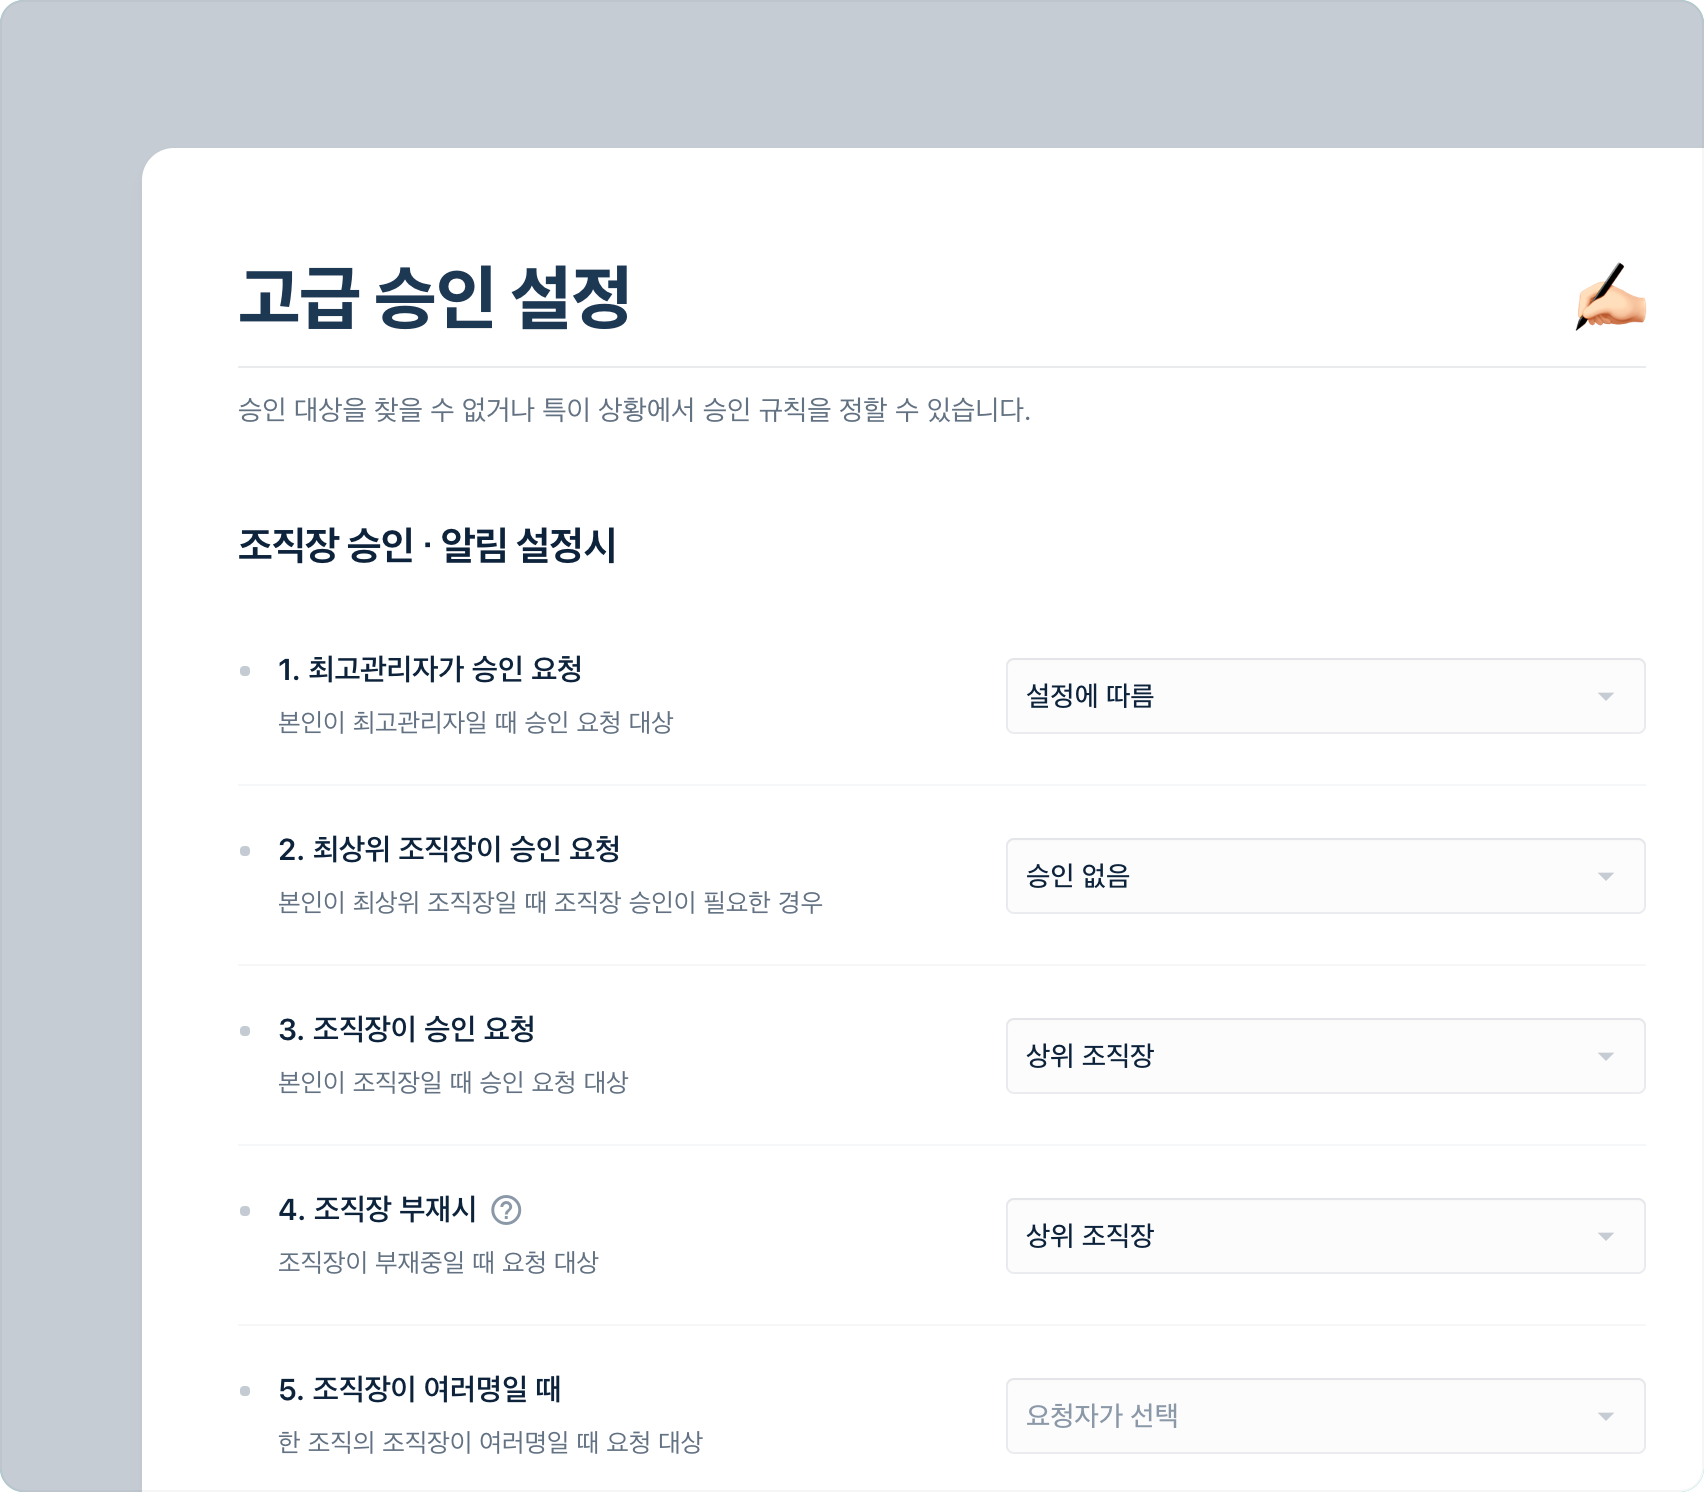 고급 승인 설정
승인 대상을 찾을 수 없거나 특이 상황에서 승인 규칙을 정할 수 있습니다.
조직장 승인 · 알림 설정시
1. 최고관리자가 승인 요청
설정에 따름
본인이 최고관리자일 때 승인 요청 대상
2. 최상위 조직장이 승인 요청
승인 없음
본인이 최상위 조직장일 때 조직장 승인이 필요한 경우
3. 조직장이 승인 요청
상위 조직장
본인이 조직장일 때 승인 요청 대상
4. 조직장 부재시 ?
상위 조직장
조직장이 부재중일 때 요청 대상
5. 조직장이 여러명일 때
요청자가 선택
한 조직의 조직장이 여러명일 때 요청 대상